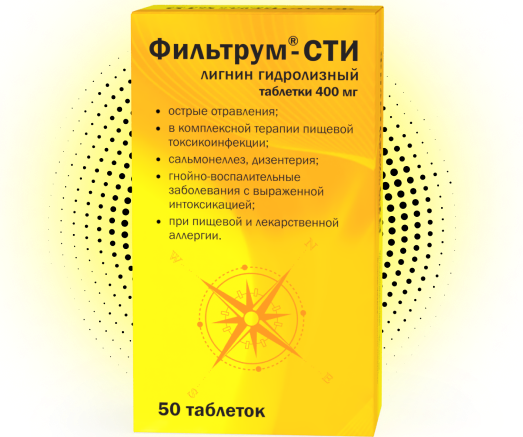 Фильтрум®-СТИ
лигнин гидролизный
таблетки 400 мг
• острые отравления;
• в комплексной терапии пищевой
токсикоинфекции;
• сальмонеллез, дизентерия;
• гнойно-воспалительные
заболевания с выраженной
интоксикацией;
• при пищевой и лекарственной
аллергии.
N
W
S
50 таблеток